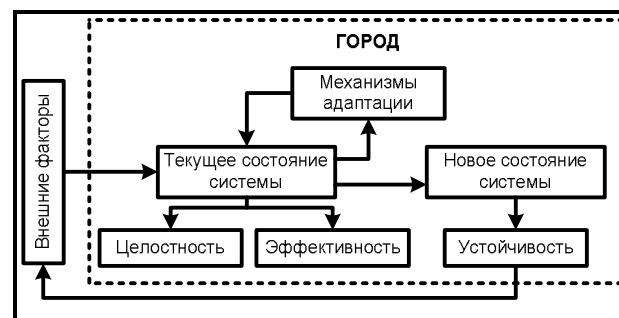 ГОРОД
Механизмы
адаптации
Внешние факторы
Текущее состояние
системы
Новое состояние
системы
Целостность
Эффективность
Устойчивость